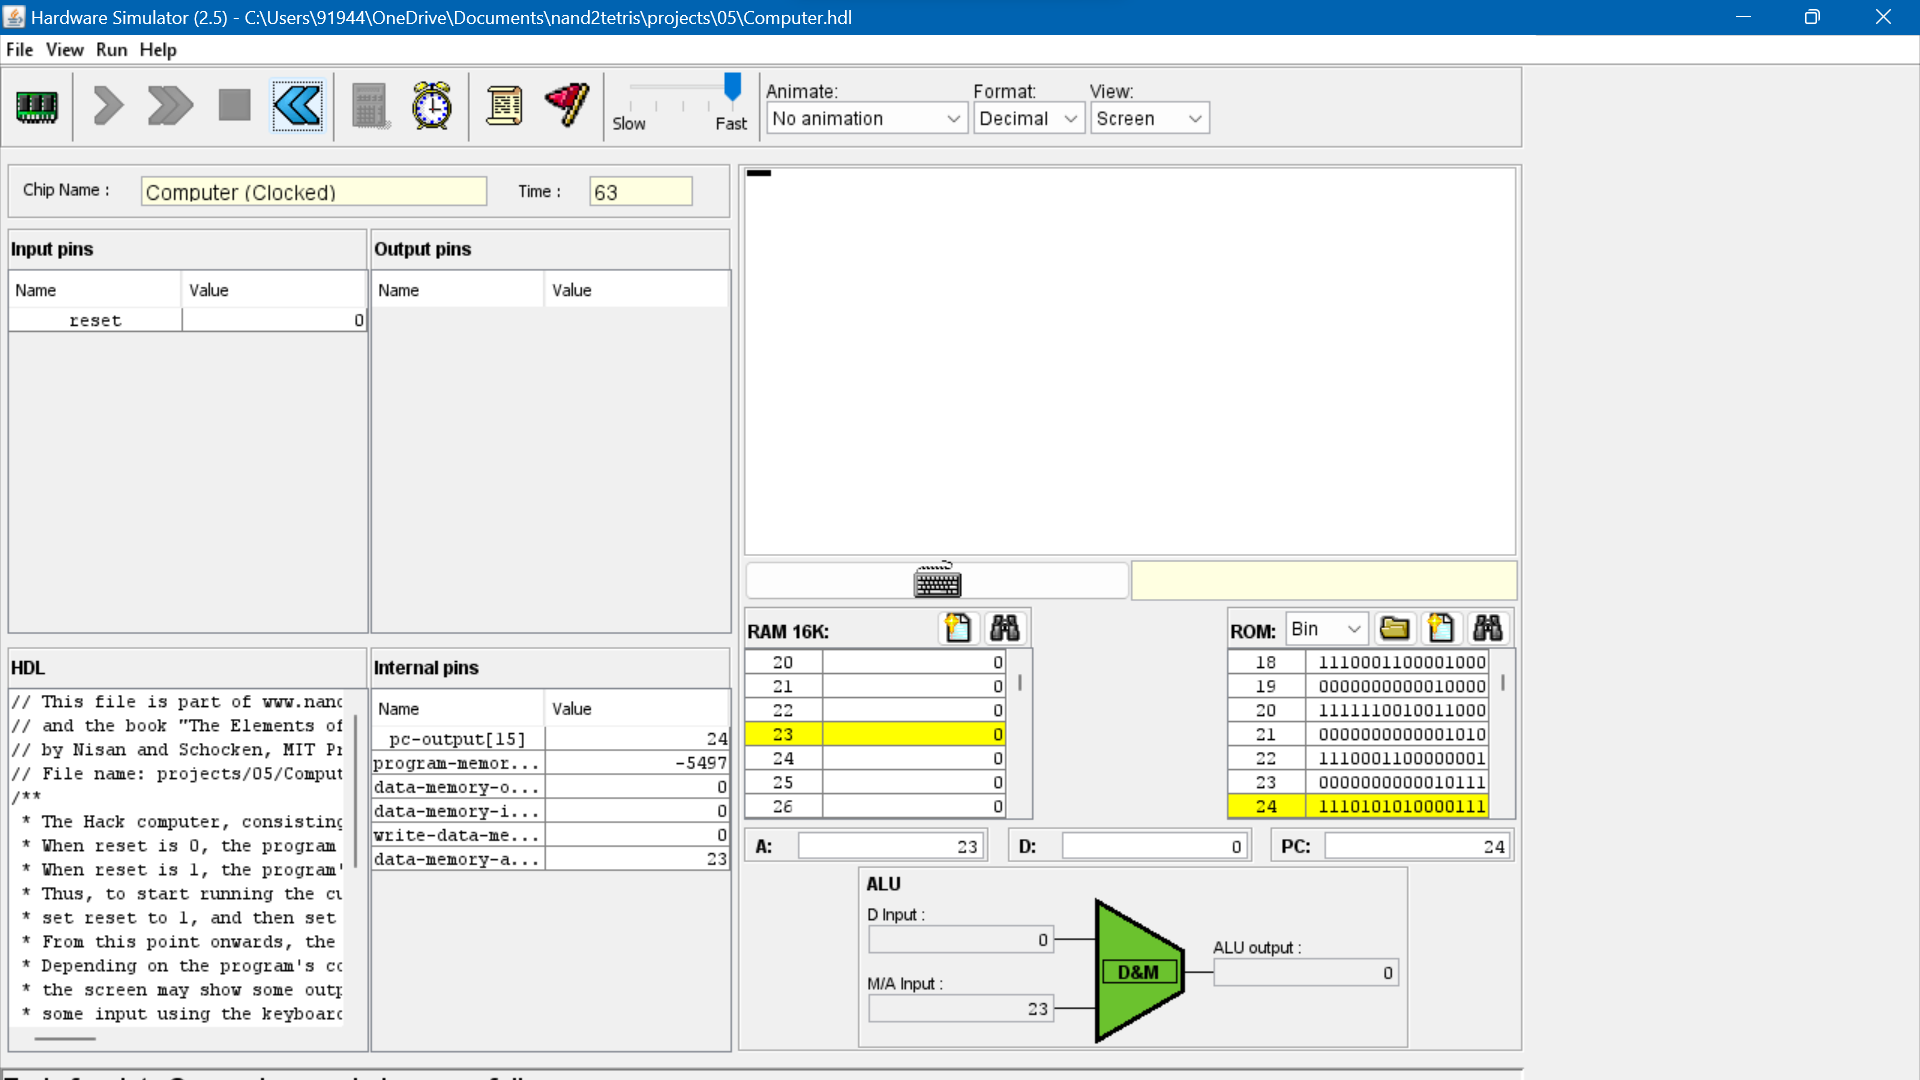 Hardware Simulator (2.5) - C:\Users\91944\OneDrive\Documents\nand2tetris\projects\05\Computer.hdl
File View Run Help
Slow Fast
Animate: Format: View:
No animation Decimal Screen
Chip Name : Computer (Clocked) Time : 63
Input pins Output pins
Name Value Name Value
reset 0
RAM 16K: ROM: Bin
20 0 18 1110001100001000
21 0 19 0000000000010000
22 0 20 1111110010011000
23 0 21 0000000000001010
24 0 22 1110001100000001
25 0 23 0000000000010111
26 0 24 1110101010000111
A: 23 D: 0 PC: 24
HDL Internal pins
// This file is part of www.nand
// and the book "The Elements of
// by Nisan and Schocken, MIT Pr
// File name: projects/05/Comput
/**
* The Hack computer, consisting
* When reset is 0, the program
* When reset is 1, the program'
* Thus, to start running the cu
* set reset to 1, and then set
* From this point onwards, the
* Depending on the program's co
* the screen may show some outp
* some input using the keyboard
Name Value
pc-output[15] 24
program-memor... -5497
data-memory-o... 0
data-memory-i... 0
write-data-me... 0
data-memory-a... 23
ALU
D Input :
0
M/A Input :
23
D&M
ALU output :
0